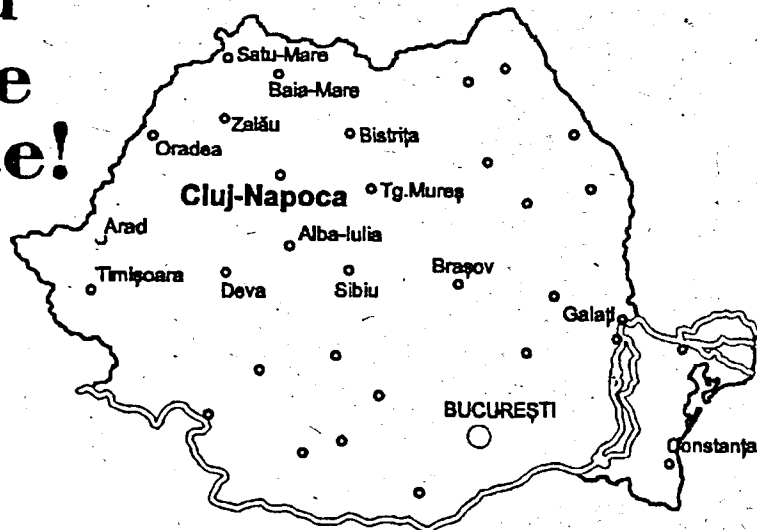 e!
Satu-Mare
Baia-Mare
Zalău
Oradea
Bistrița
Cluj-Napoca
Tg.Mureș
Arad
Alba-Iulia
Timișoara
Deva
Sibiu
Brașov
Galați
BUCUREȘTI
Constanța